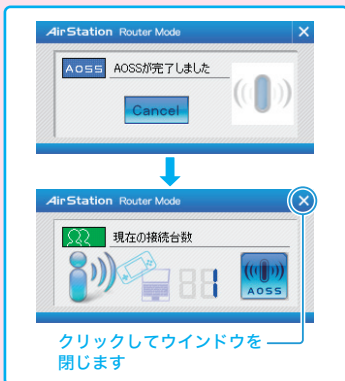 AirStation Router Mode
AOSS AOSSが完了しました
Cancel
AirStation Router Mode
現在の接続台数
1
AOSS
クリックしてウインドウを
閉じます